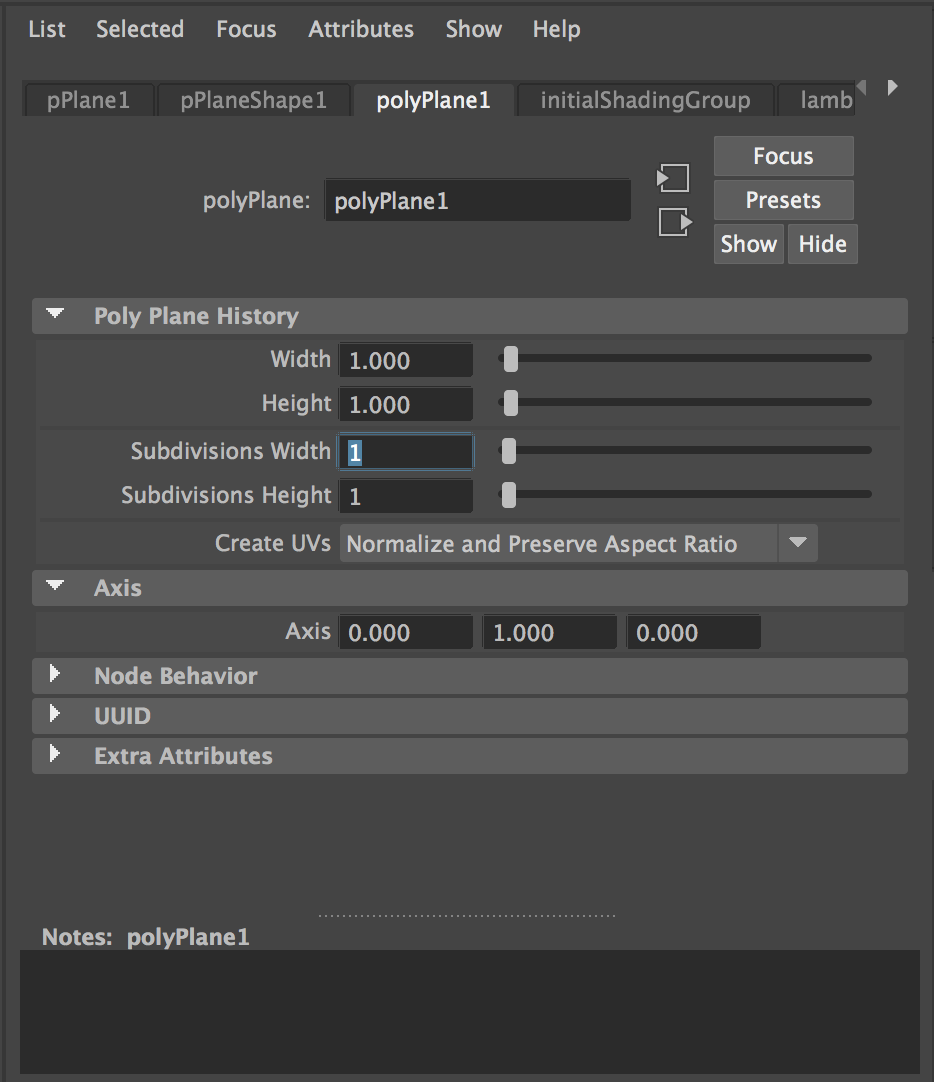 List Selected Focus Attributes Show Help
pPlane1 pPlaneShape1 polyPlane1 initialShadingGroup lamb
Focus
polyPlane: polyPlane1 Presets
Show Hide
Poly Plane History
Width 1.000
Height 1.000
Subdivisions Width 1
Subdivisions Height 1
Create UVs Normalize and Preserve Aspect Ratio
Axis
Axis 0.000 1.000 0.000
Node Behavior
UUID
Extra Attributes
Notes: polyPlane1